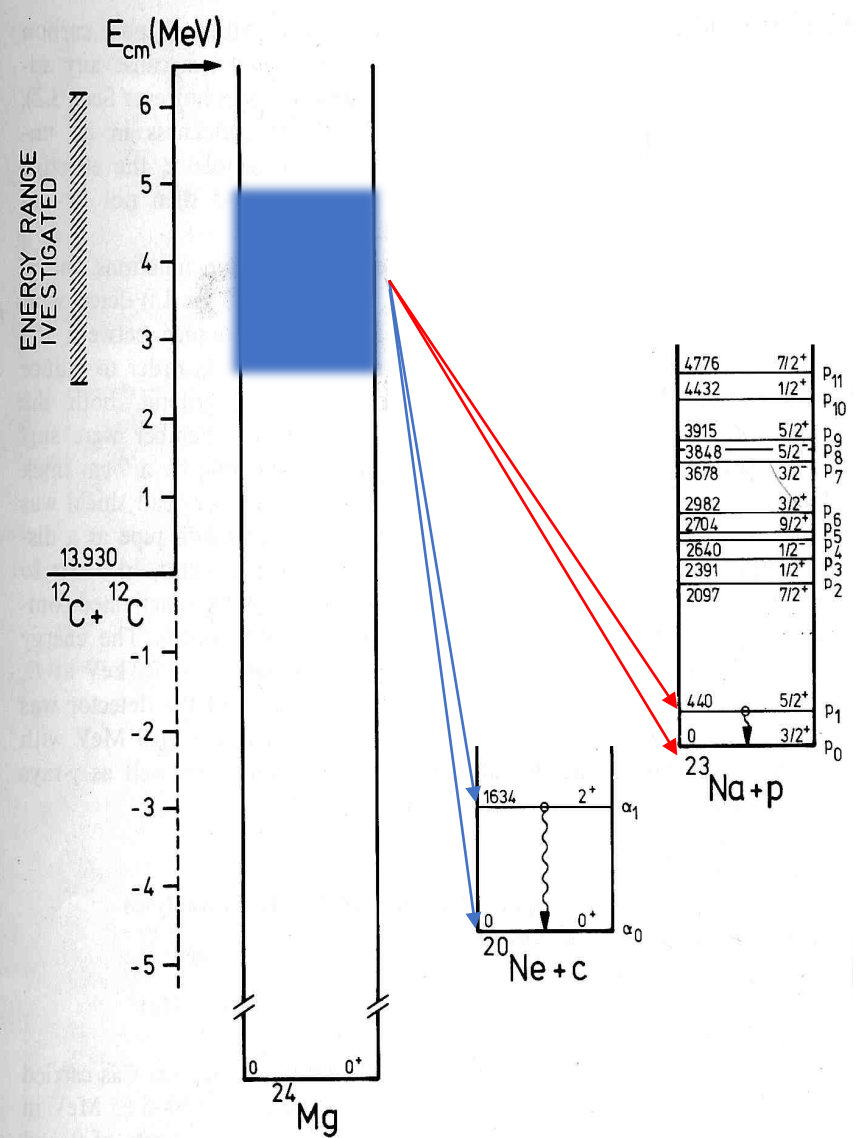 E_cm(MeV)
6
5
4
3
2
1
-1
-2
-3
-4
-5
ENERGY RANGE
IVESTIGATED
13.930
¹²C + ¹²C
0 0⁺
²⁴Mg
1634 2⁺ α₁
0 0⁺ α₀
²⁰Ne + c
4776 7/2⁺ p₁₁
4432 1/2⁺ p₁₀
3915 5/2⁺ p₉
3848 5/2⁻ p₈
3678 3/2⁻ p₇
2982 3/2⁺ p₆
2704 9/2⁺ p₅
2640 1/2⁻ p₄
2391 1/2⁺ p₃
2097 7/2⁺ p₂
440 5/2⁺ p₁
0 3/2⁺ p₀
²³Na + p